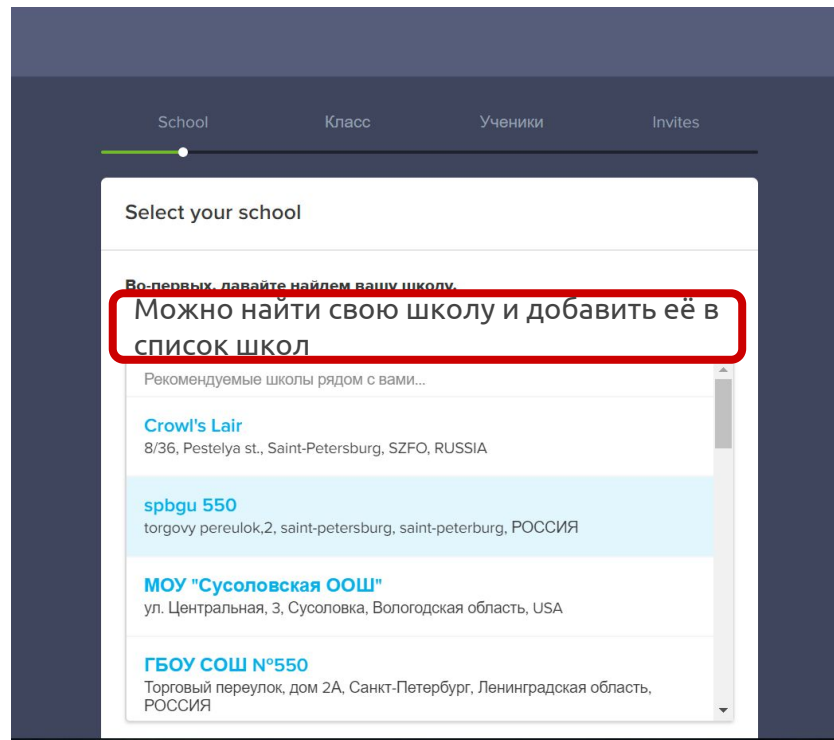 School Класс Ученики Invites
Select your school
Во-первых, давайте найдем вашу школу.
Можно найти свою школу и добавить её в
список школ
Рекомендуемые школы рядом с вами...
Crowl's Lair
8/36, Pestelya st., Saint-Petersburg, SZFO, RUSSIA
spbgu 550
torgovy pereulok,2, saint-petersburg, saint-peterburg, РОССИЯ
МОУ "Сусоловская ООШ"
ул. Центральная, 3, Сусоловка, Вологодская область, USA
ГБОУ СОШ №550
Торговый переулок, дом 2А, Санкт-Петербург, Ленинградская область,
РОССИЯ